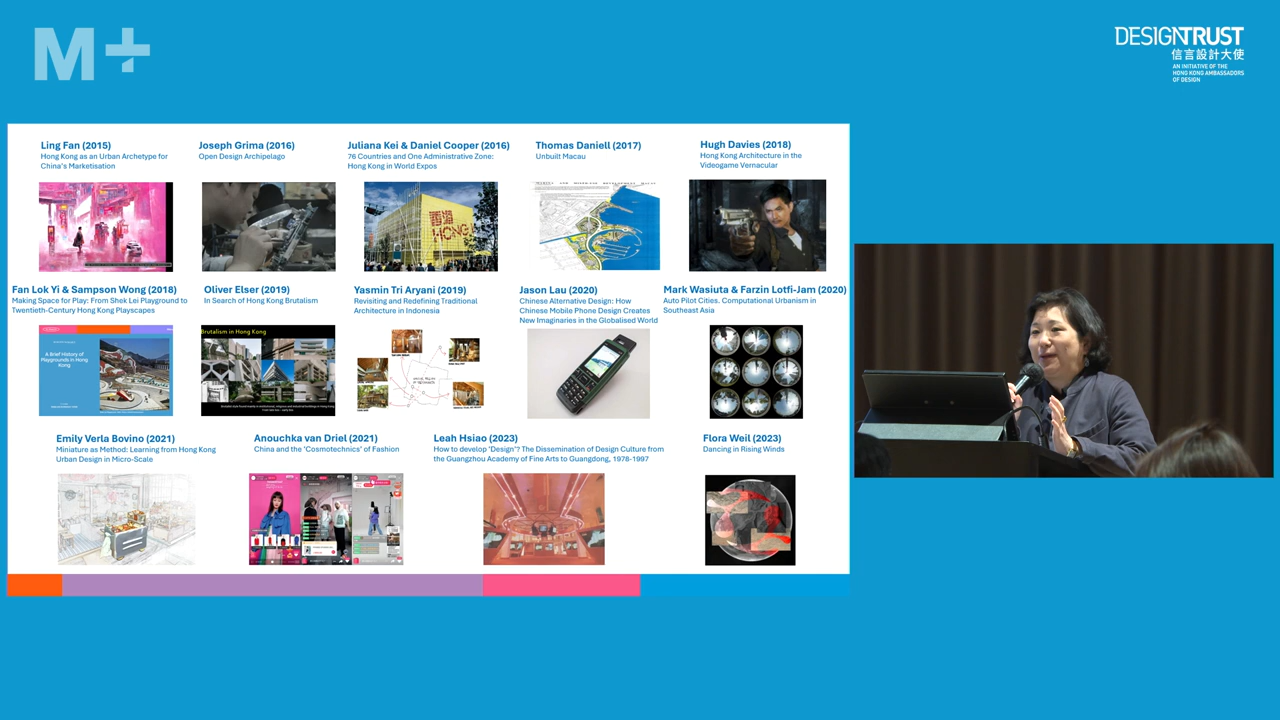 M+
DESIGNTRUST
信言設計大使
AN INITIATIVE OF THE
HONG KONG AMBASSADORS
OF DESIGN
Ling Fan (2015)
Hong Kong as an Urban Archetype for
China's Marketisation
Joseph Grima (2016)
Open Design Archipelago
Juliana Kei & Daniel Cooper (2016)
76 Countries and One Administrative Zone:
Hong Kong in World Expos
Thomas Daniell (2017)
Unbuilt Macau
Hugh Davies (2018)
Hong Kong Architecture in the
Videogame Vernacular
香港
HONG
Fan Lok Yi & Sampson Wong (2018)
Making Space for Play: From Shek Lei Playground to
Twentieth-Century Hong Kong Playscapes
Oliver Elser (2019)
In Search of Hong Kong Brutalism
Yasmin Tri Aryani (2019)
Revisiting and Redefining Traditional
Architecture in Indonesia
Jason Lau (2020)
Chinese Alternative Design: How
Chinese Mobile Phone Design Creates
New Imaginaries in the Globalised World
Mark Wasiuta & Farzin Lotfi-Jam (2020)
Auto Pilot Cities. Computational Urbanism in
Southeast Asia
A Brief History of
Playgrounds in Hong
Kong
Brutalism in Hong Kong
Emily Verla Bovino (2021)
Miniature as Method: Learning from Hong Kong
Urban Design in Micro-Scale
Anouchka van Driel (2021)
China and the 'Cosmotechnics' of Fashion
Leah Hsiao (2023)
How to develop 'Design'? The Dissemination of Design Culture from
the Guangzhou Academy of Fine Arts to Guangdong, 1978-1997
Flora Weil (2023)
Dancing in Rising Winds